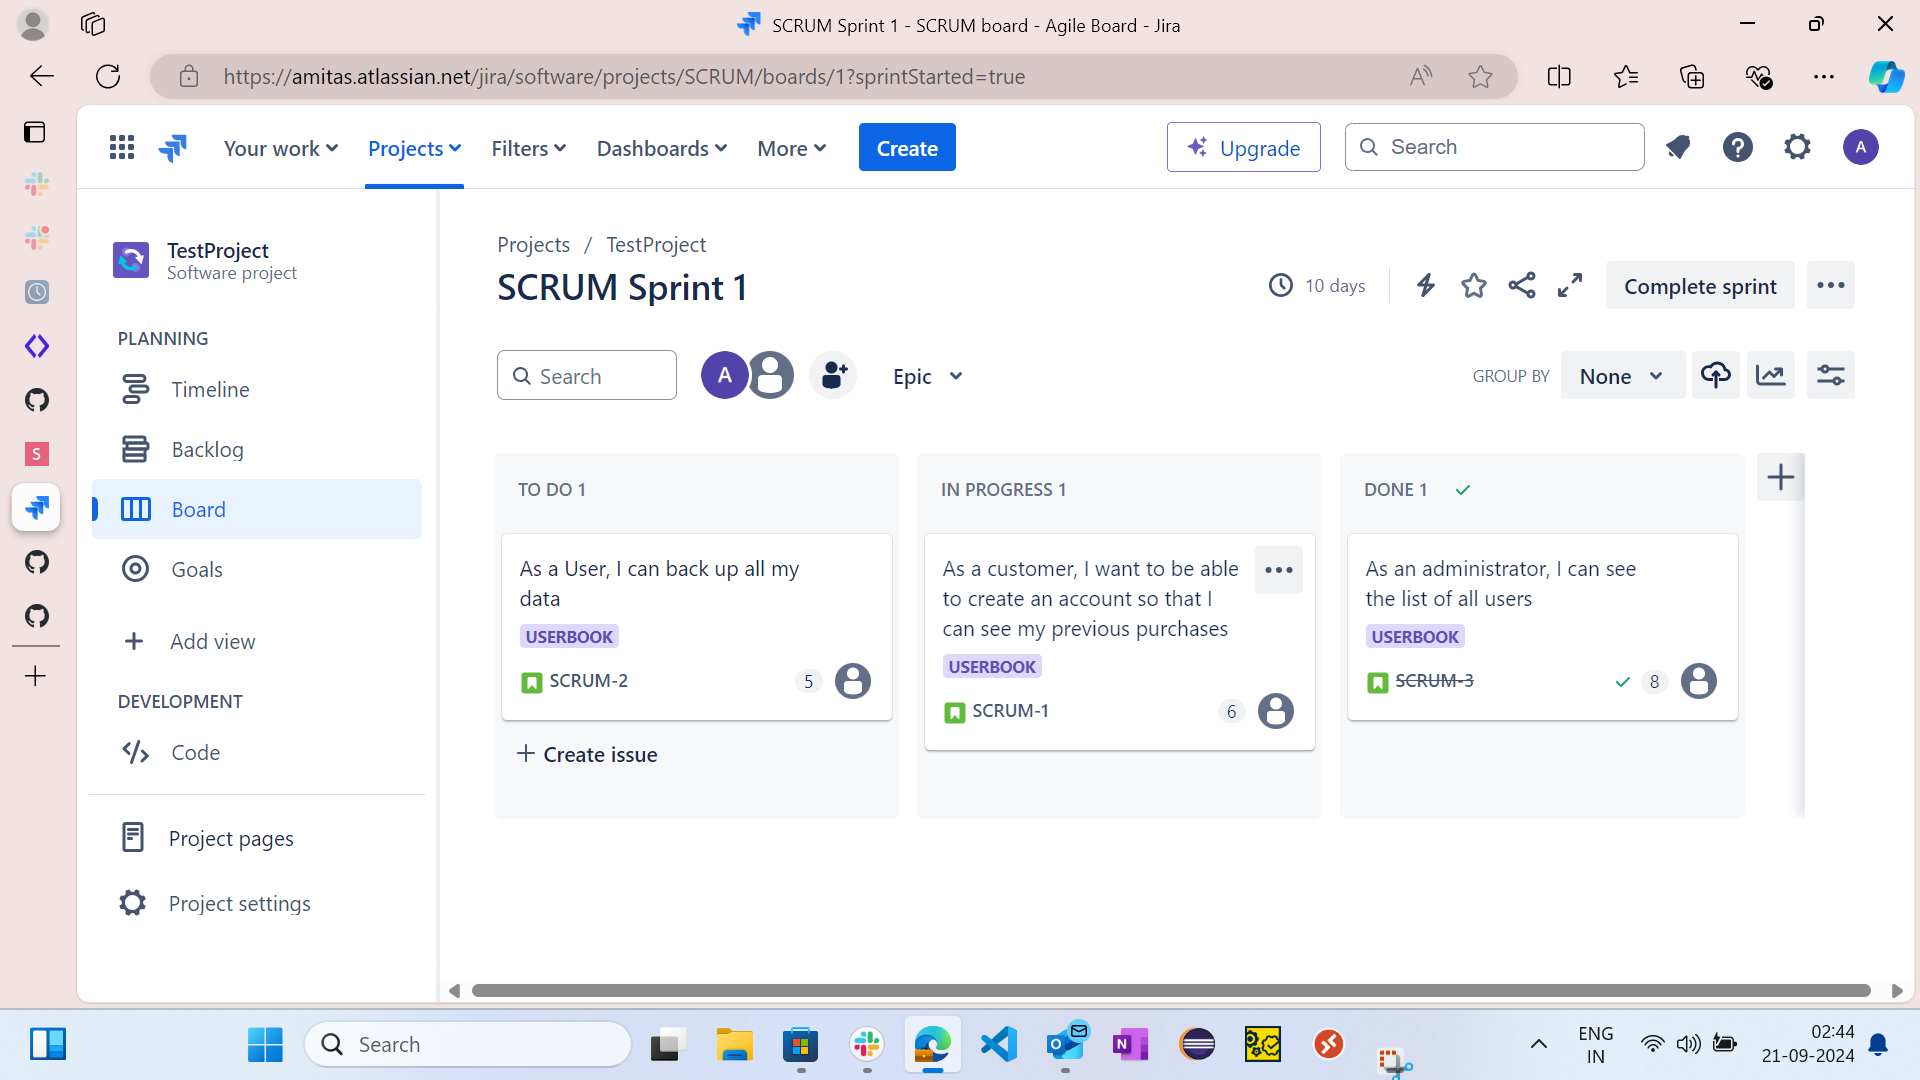 SCRUM Sprint 1 - SCRUM board - Agile Board - Jira
https://amitas.atlassian.net/jira/software/projects/SCRUM/boards/1?sprintStarted=true
Your work
Projects
Filters
Dashboards
More
Create
Upgrade
Search
A
TestProject
Software project
PLANNING
Timeline
Backlog
Board
Goals
Add view
DEVELOPMENT
Code
Project pages
Project settings
S
Projects / TestProject
SCRUM Sprint 1
10 days
Complete sprint
Search
A
Epic
GROUP BY
None
TO DO 1
As a User, I can back up all my
data
USERBOOK
SCRUM-2
5
Create issue
IN PROGRESS 1
As a customer, I want to be able
to create an account so that I
can see my previous purchases
USERBOOK
SCRUM-1
6
DONE 1
As an administrator, I can see
the list of all users
USERBOOK
SCRUM-3
8
Search
ENG
IN
02:44
21-09-2024